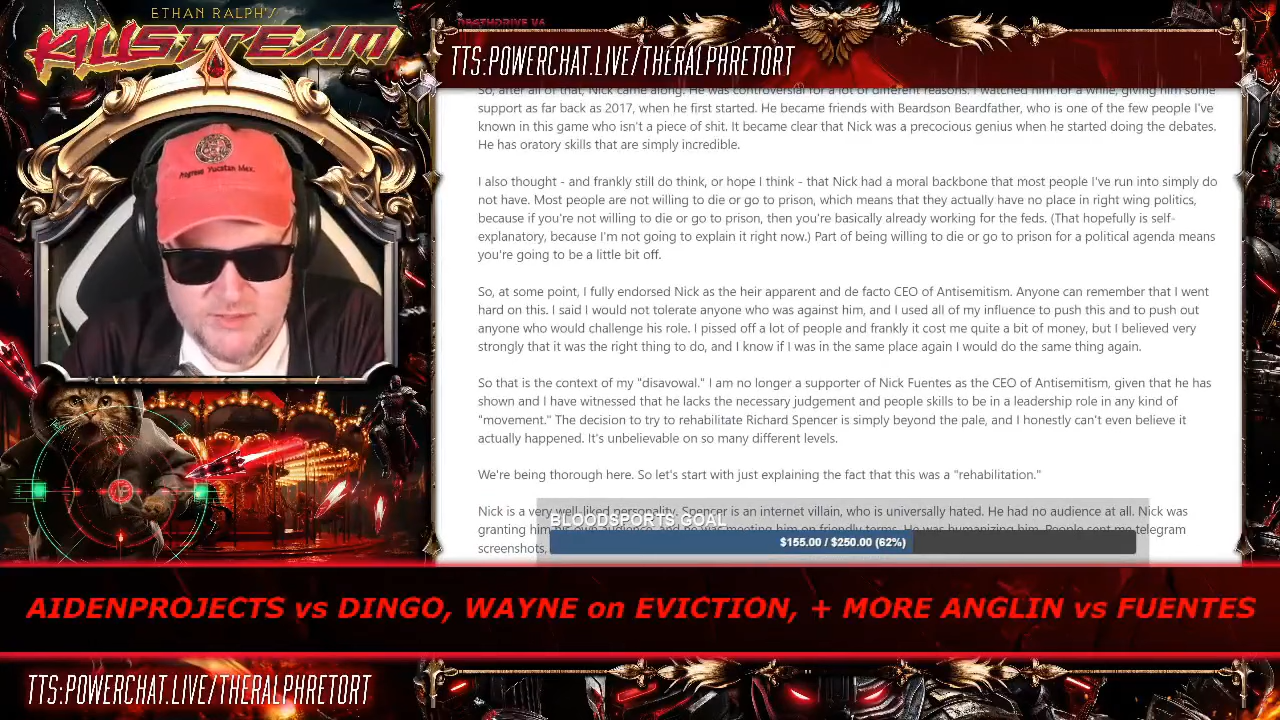 ETHAN RALPH'S
KILLSTREAM
TTS:POWERCHAT.LIVE/THERALPHRETORT
So, after all of that, Nick came along. He was controversial for a lot of different reasons. I watched him for a while, giving him some
support as far back as 2017, when he first started. He became friends with Beardson Beardfather, who is one of the few people I've
known in this game who isn't a piece of shit. It became clear that Nick was a precocious genius when he started doing the debates.
He has oratory skills that are simply incredible.
I also thought - and frankly still do think, or hope I think - that Nick had a moral backbone that most people I've run into simply do
not have. Most people are not willing to die or go to prison, which means that they actually have no place in right wing politics,
because if you're not willing to die or go to prison, then you're basically already working for the feds. (That hopefully is self-
explanatory, because I'm not going to explain it right now.) Part of being willing to die or go to prison for a political agenda means
you're going to be a little bit off.
So, at some point, I fully endorsed Nick as the heir apparent and de facto CEO of Antisemitism. Anyone can remember that I went
hard on this. I said I would not tolerate anyone who was against him, and I used all of my influence to push this and to push out
anyone who would challenge his role. I pissed off a lot of people and frankly it cost me quite a bit of money, but I believed very
strongly that it was the right thing to do, and I know if I was in the same place again I would do the same thing again.
So that is the context of my "disavowal." I am no longer a supporter of Nick Fuentes as the CEO of Antisemitism, given that he has
shown and I have witnessed that he lacks the necessary judgement and people skills to be in a leadership role in any kind of
"movement." The decision to try to rehabilitate Richard Spencer is simply beyond the pale, and I honestly can't even believe it
actually happened. It's unbelievable on so many different levels.
We're being thorough here. So let's start with just explaining the fact that this was a "rehabilitation."
Nick is a very well-liked personality. Spencer is an internet villain, who is universally hated. He had no audience at all. Nick was
granting him his own audience, and meeting him on friendly terms. He was humanizing him. People sent me telegram
screenshots,
BLOODSPORTS GOAL
$155.00 / $250.00 (62%)
Progreso Yucatan Mex.
AIDENPROJECTS vs DINGO, WAYNE on EVICTION, + MORE ANGLIN vs FUENTES
TTS:POWERCHAT.LIVE/THERALPHRETORT